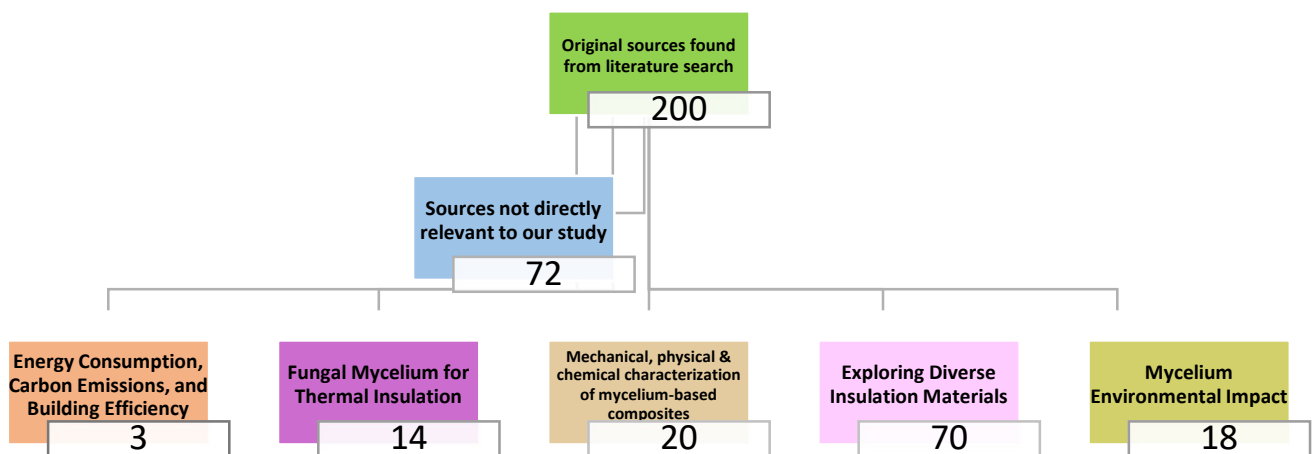 Original sources found
from literature search
200
Sources not directly
relevant to our study
72
Energy Consumption,
Carbon Emissions, and
Building Efficiency
3
Fungal Mycelium for
Thermal Insulation
14
Mechanical, physical &
chemical characterization
of mycelium-based
composites
20
Exploring Diverse
Insulation Materials
70
Mycelium
Environmental Impact
18